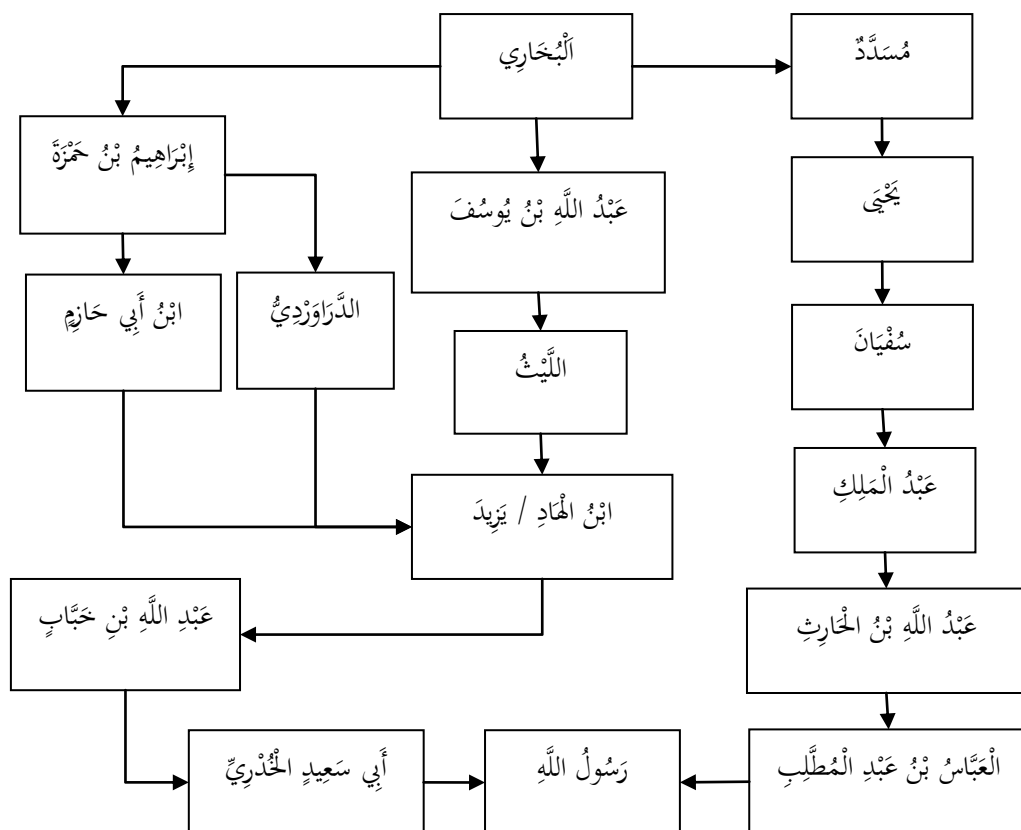 مُسَدَّدٌ
اَلْبُخَارِي
إِبْرَاهِيمُ بْنُ حَمْزَةَ
يَحْيَى
عَبْدُ اللَّهِ بْنُ يُوسُفَ
ابْنُ أَبِي حَازِمٍ
الدَّرَاوَرْدِيُّ
سُفْيَانَ
اللَّيْثُ
عَبْدُ الْمَلِكِ
ابْنُ الْهَادِ / يَزِيدَ
عَبْدِ اللَّهِ بْنِ خَبَّابٍ
عَبْدُ اللَّهِ بْنُ الْحَارِثِ
الْعَبَّاسُ بْنُ عَبْدِ الْمُطَّلِبِ
رَسُولُ اللَّهِ
أَبِي سَعِيدٍ الْخُدْرِيِّ